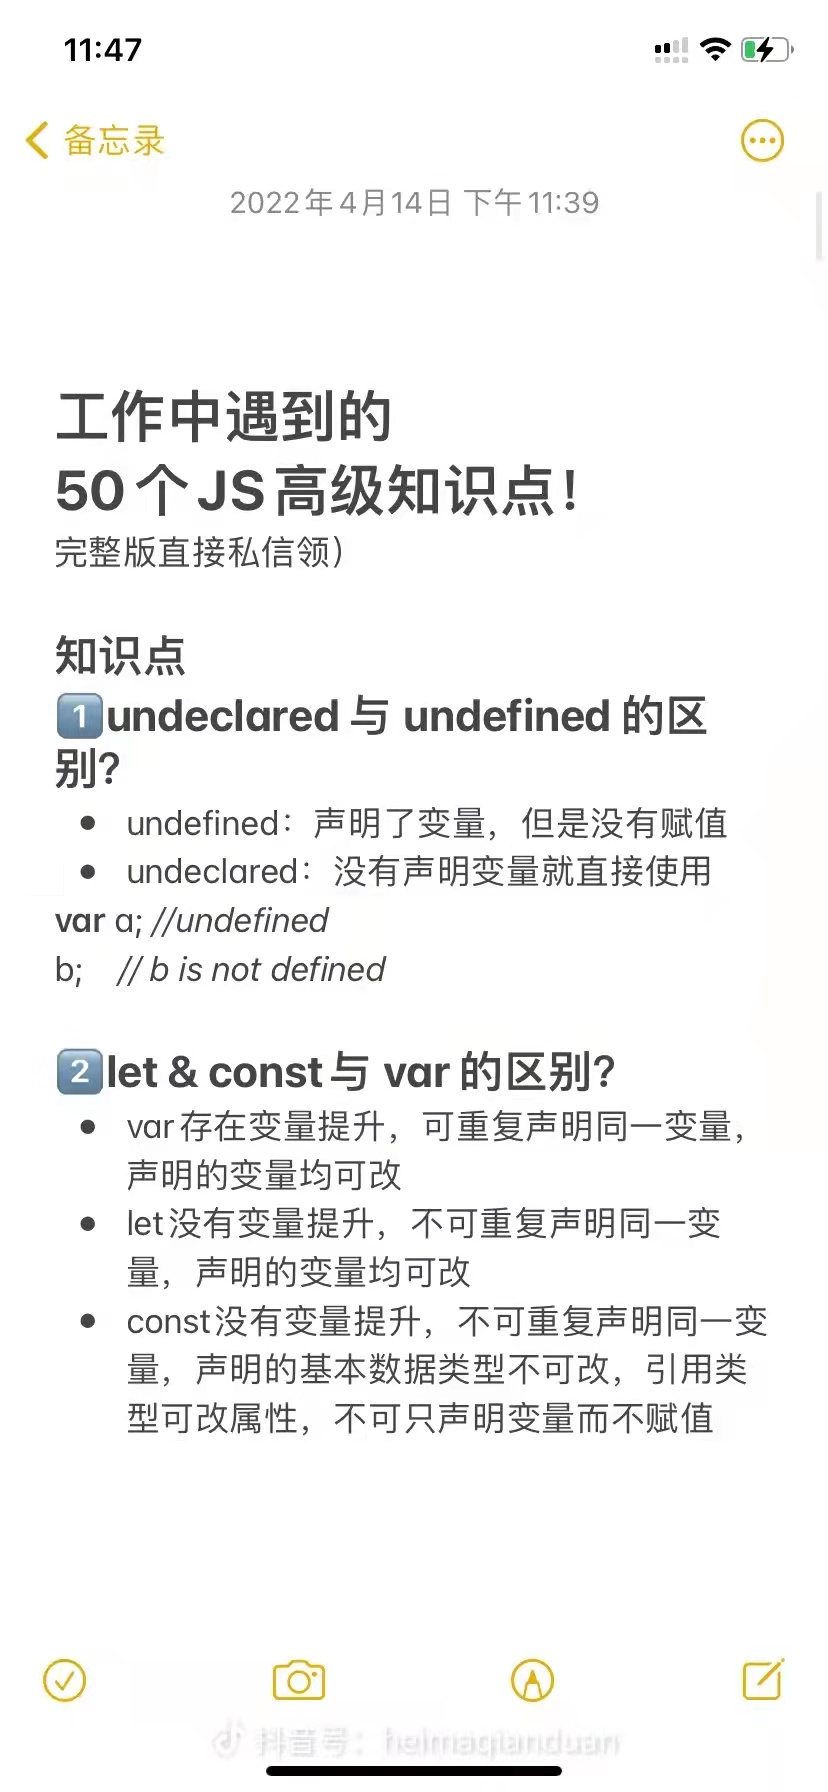 11:47
备忘录
2022年4月14日 下午11:39
工作中遇到的
50个JS高级知识点！
完整版直接私信领）
知识点
1️⃣undeclared 与 undefined 的区
别？
• undefined：声明了变量，但是没有赋值
• undeclared：没有声明变量就直接使用
var a; //undefined
b; // b is not defined
2️⃣let & const与 var 的区别？
• var存在变量提升，可重复声明同一变量，
声明的变量均可改
• let没有变量提升，不可重复声明同一变
量，声明的变量均可改
• const没有变量提升，不可重复声明同一变
量，声明的基本数据类型不可改，引用类
型可改属性，不可只声明变量而不赋值
抖音号：heimaqianduan